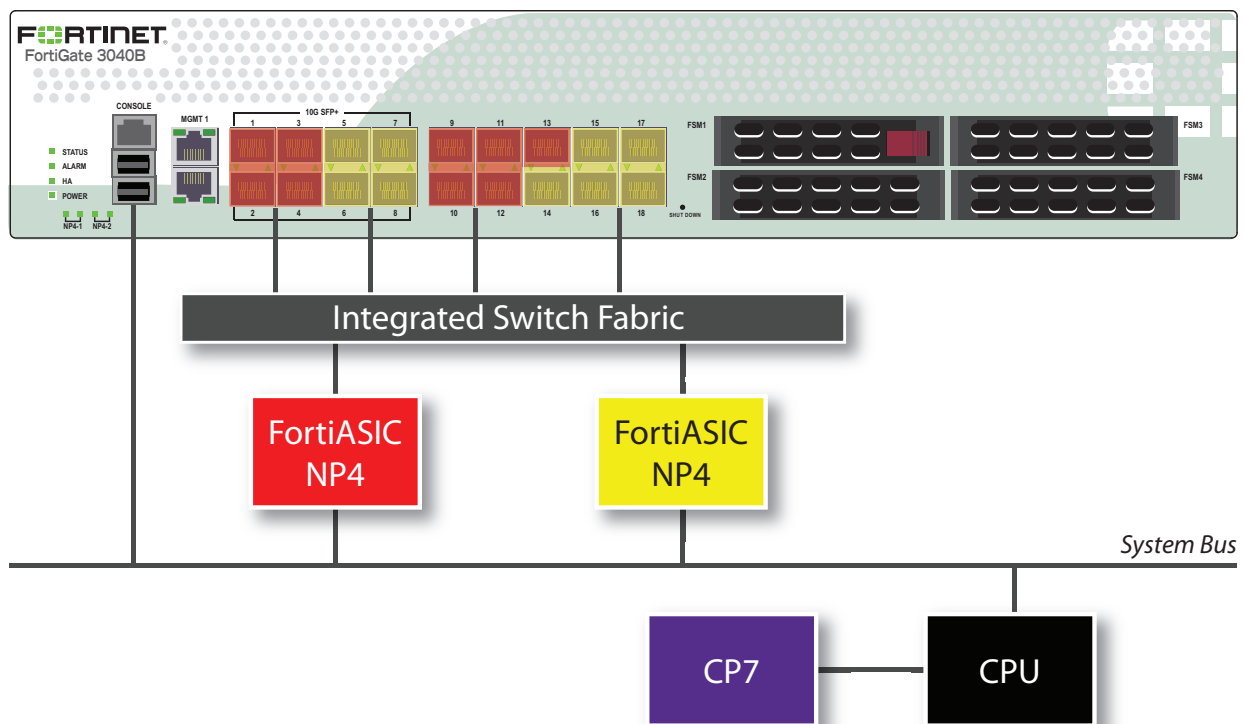 FORTINET
FortiGate 3040B
CONSOLE
MGMT 1
10G SFP+
1 3 5 7
9 11 13 15 17
FSM1
FSM3
STATUS
ALARM
HA
POWER
FSM2
FSM4
2 4 6 8
10 12 14 16 18
SHUT DOWN
NP4-1 NP4-2
Integrated Switch Fabric
FortiASIC
NP4
FortiASIC
NP4
System Bus
CP7
CPU